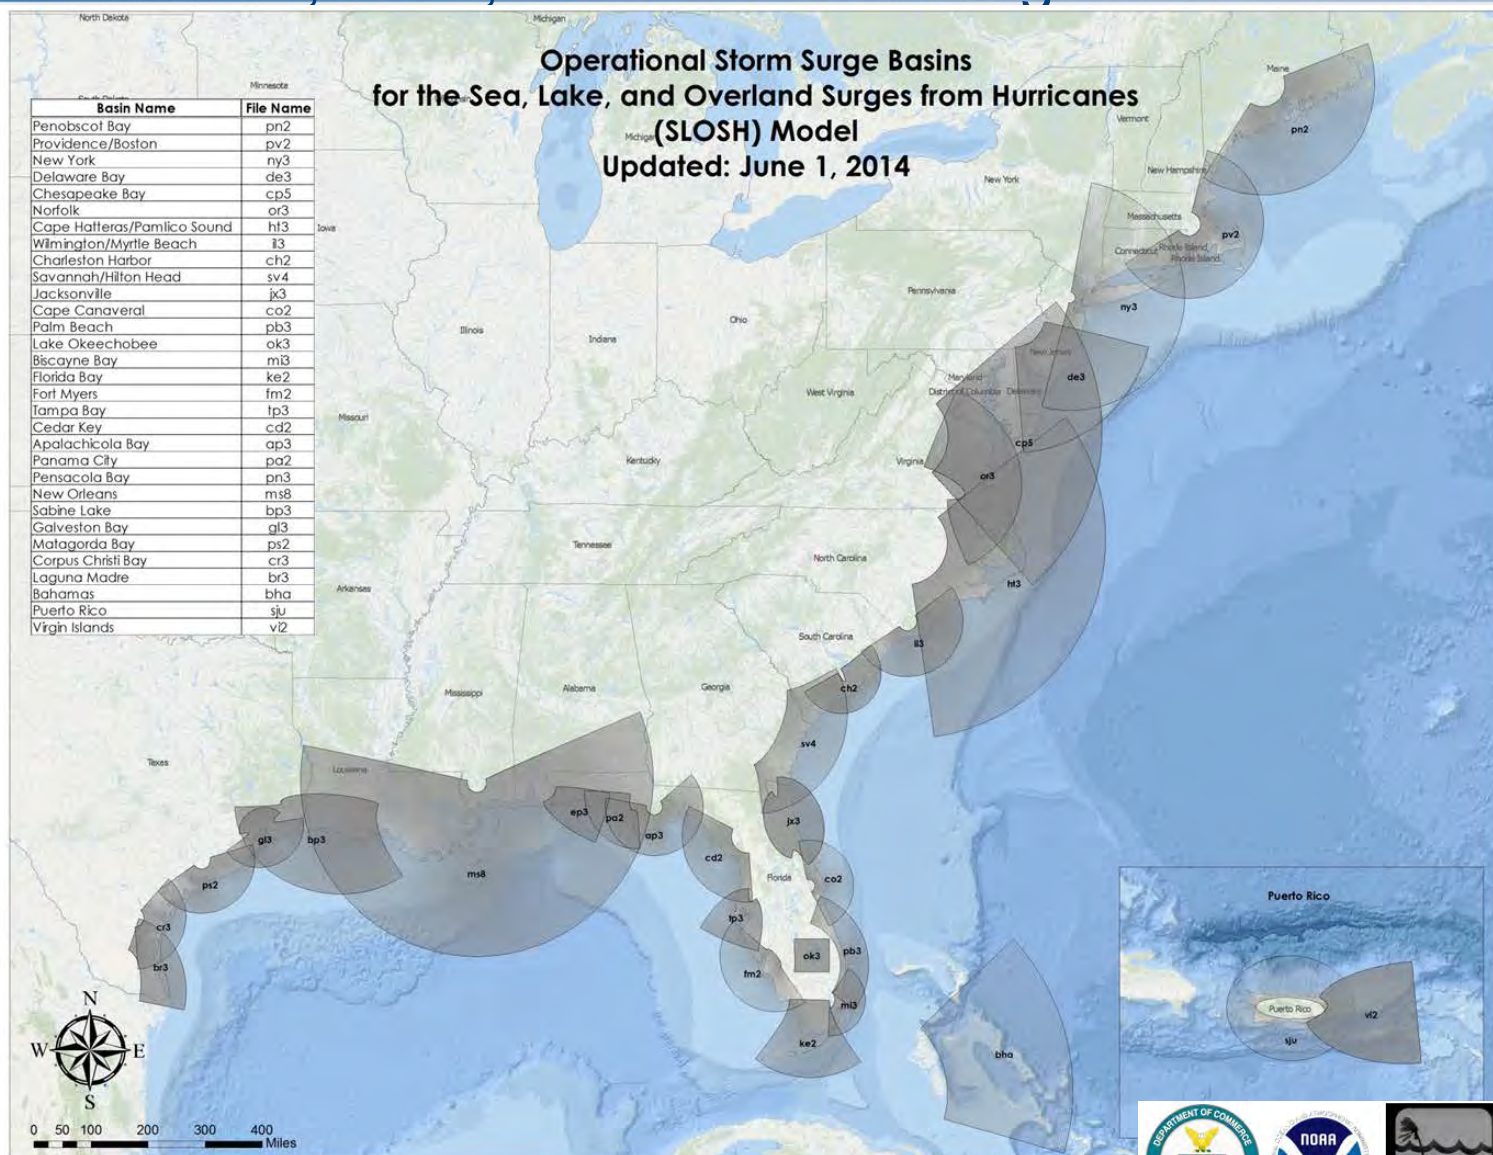 Operational Storm Surge Basins
for the Sea, Lake, and Overland Surges from Hurricanes
(SLOSH) Model
Updated: June 1, 2014
Basin Name File Name
Penobscot Bay pn2
Providence/Boston pv2
New York ny3
Delaware Bay de3
Chesapeake Bay cp5
Norfolk or3
Cape Hatteras/Pamlico Sound ht3
Wilmington/Myrtle Beach il3
Charleston Harbor ch2
Savannah/Hilton Head sv4
Jacksonville jx3
Cape Canaveral co2
Palm Beach pb3
Lake Okeechobee ok3
Biscayne Bay mi3
Florida Bay ke2
Fort Myers fm2
Tampa Bay tp3
Cedar Key cd2
Apalachicola Bay ap3
Panama City pa2
Pensacola Bay pn3
New Orleans ms8
Sabine Lake bp3
Galveston Bay gl3
Matagorda Bay ps2
Corpus Christi Bay cr3
Laguna Madre br3
Bahamas bha
Puerto Rico sju
Virgin Islands vi2
North Dakota
Minnesota
Michigan
Iowa
Illinois
Indiana
Ohio
Missouri
Kentucky
West Virginia
Virginia
Pennsylvania
New York
Vermont
Maine
New Hampshire
Massachusetts
Connecticut
Rhode Island
Rhode Island
New Jersey
Maryland
District of Columbia
Delaware
Tennessee
North Carolina
Arkansas
South Carolina
Mississippi
Alabama
Georgia
Texas
Louisiana
Florida
pn2
pv2
ny3
de3
cp5
or3
ht3
il3
ch2
sv4
jx3
co2
pb3
ok3
mi3
ke2
fm2
tp3
cd2
ap3
pa2
ep3
ms8
bp3
gl3
ps2
cr3
br3
bha
Puerto Rico
Puerto Rico
vi2
sju
N
W E
S
0 50 100 200 300 400
Miles
DEPARTMENT OF COMMERCE
NOAA